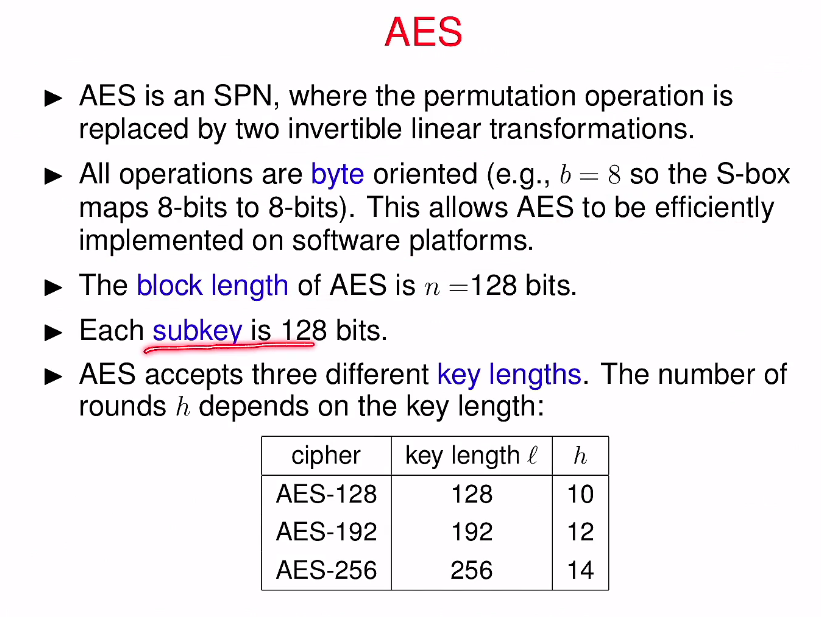 AES
▶ AES is an SPN, where the permutation operation is
replaced by two invertible linear transformations.
▶ All operations are byte oriented (e.g., b = 8 so the S-box
maps 8-bits to 8-bits). This allows AES to be efficiently
implemented on software platforms.
▶ The block length of AES is n =128 bits.
▶ Each subkey is 128 bits.
▶ AES accepts three different key lengths. The number of
rounds h depends on the key length:
cipher key length ℓ h
AES-128 128 10
AES-192 192 12
AES-256 256 14